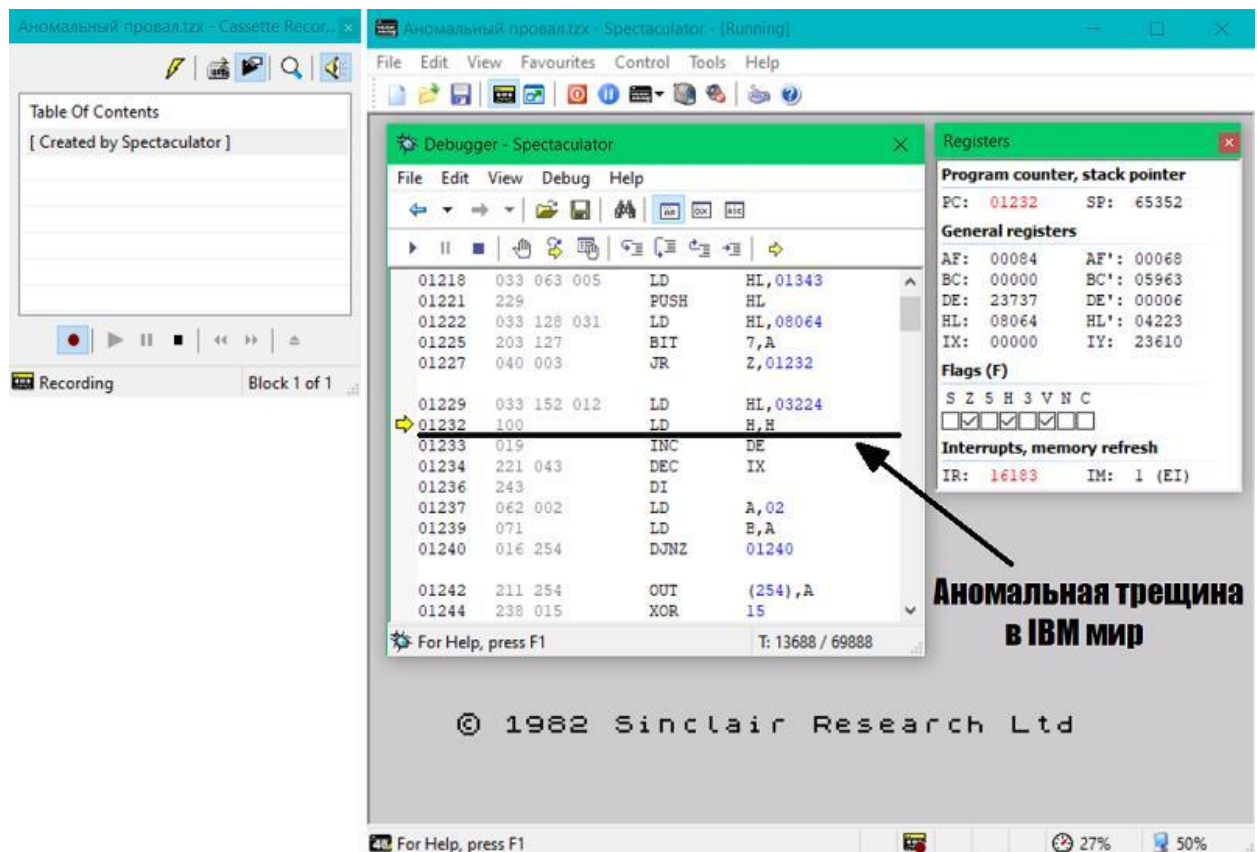 Аномальный провал.tzx - Cassette Recor...
Table Of Contents
[ Created by Spectaculator ]
Recording Block 1 of 1
Аномальный провал.tzx - Spectaculator - [Running]
File Edit View Favourites Control Tools Help
Debugger - Spectaculator
File Edit View Debug Help
01218 033 063 005 LD HL,01343
01221 229 PUSH HL
01222 033 128 031 LD HL,08064
01225 203 127 BIT 7,A
01227 040 003 JR Z,01232
01229 033 152 012 LD HL,03224
01232 100 LD H,H
01233 019 INC DE
01234 221 043 DEC IX
01236 243 DI
01237 062 002 LD A,02
01239 071 LD B,A
01240 016 254 DJNZ 01240
01242 211 254 OUT (254),A
01244 238 015 XOR 15
For Help, press F1 T: 13688 / 69888
Registers
Program counter, stack pointer
PC: 01232 SP: 65352
General registers
AF: 00084 AF': 00068
BC: 00000 BC': 05963
DE: 23737 DE': 00006
HL: 08064 HL': 04223
IX: 00000 IY: 23610
Flags (F)
S Z 5 H 3 V N C
Interrupts, memory refresh
IR: 16183 IM: 1 (EI)
Аномальная трещина
в IBM мир
© 1982 Sinclair Research Ltd
48 For Help, press F1 27% 50%